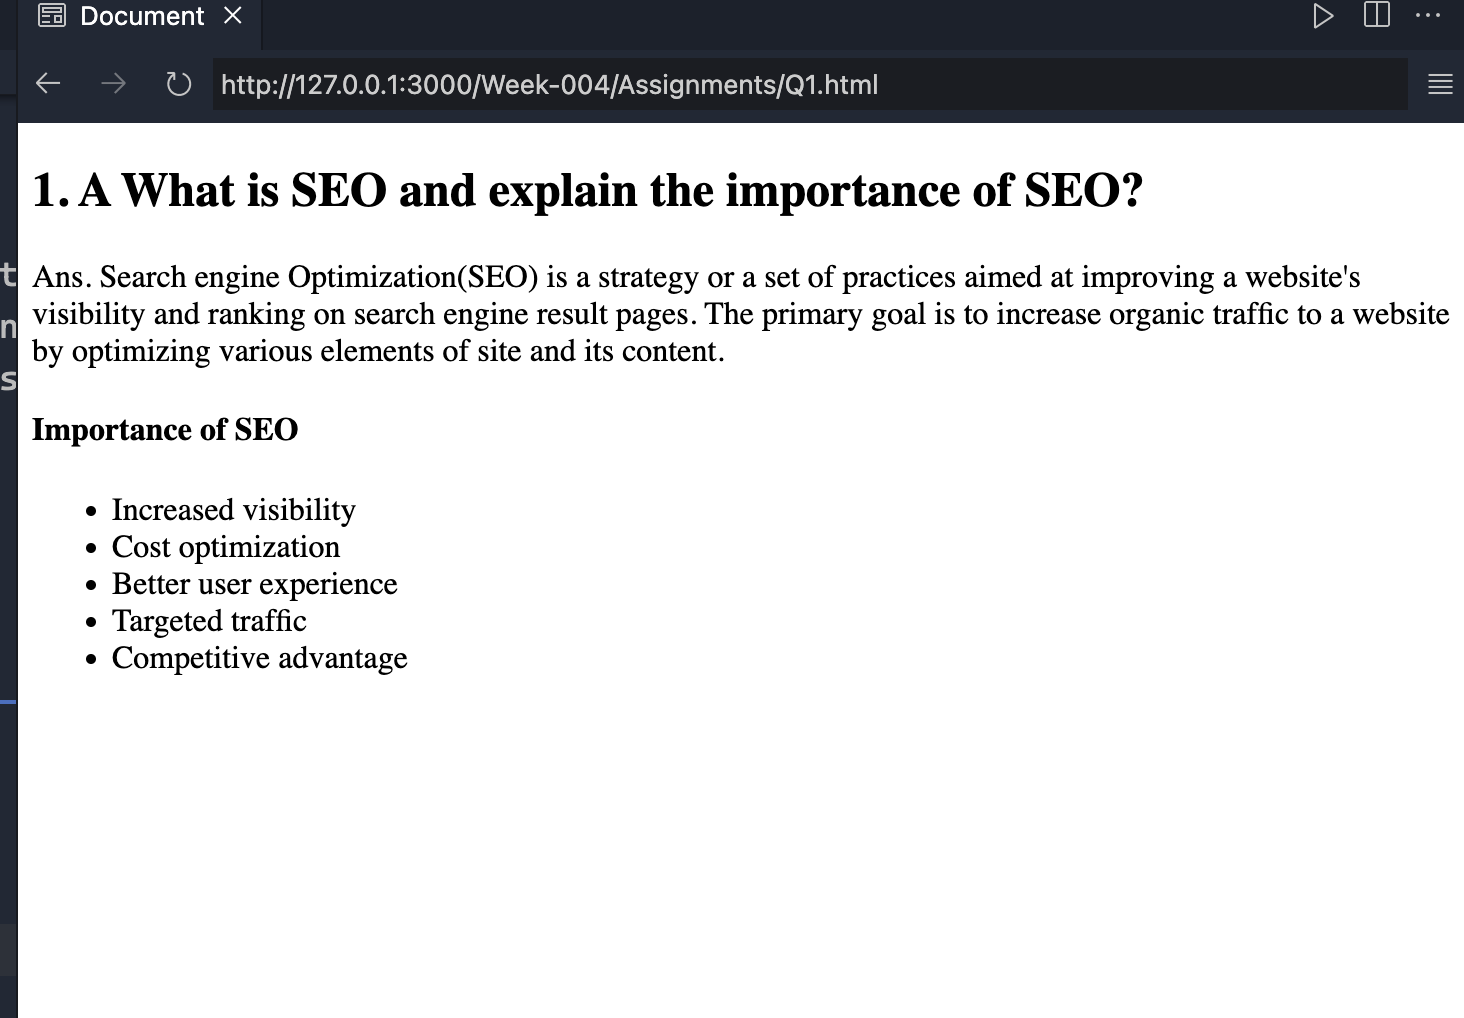 Document
http://127.0.0.1:3000/Week-004/Assignments/Q1.html
1. A What is SEO and explain the importance of SEO?
Ans. Search engine Optimization(SEO) is a strategy or a set of practices aimed at improving a website's
visibility and ranking on search engine result pages. The primary goal is to increase organic traffic to a website
by optimizing various elements of site and its content.
Importance of SEO
• Increased visibility
• Cost optimization
• Better user experience
• Targeted traffic
• Competitive advantage
t
n
s